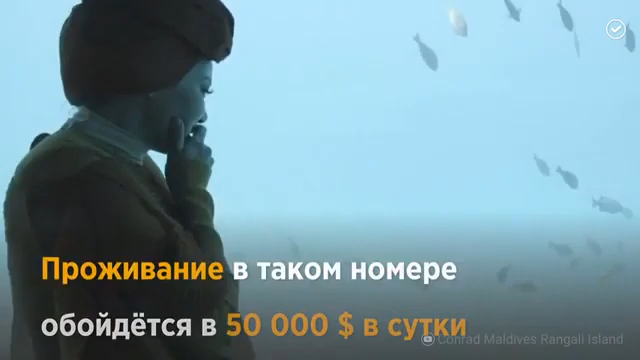 Проживание в таком номере
обойдётся в 50 000 $ в сутки
Conrad Maldives Rangali Island